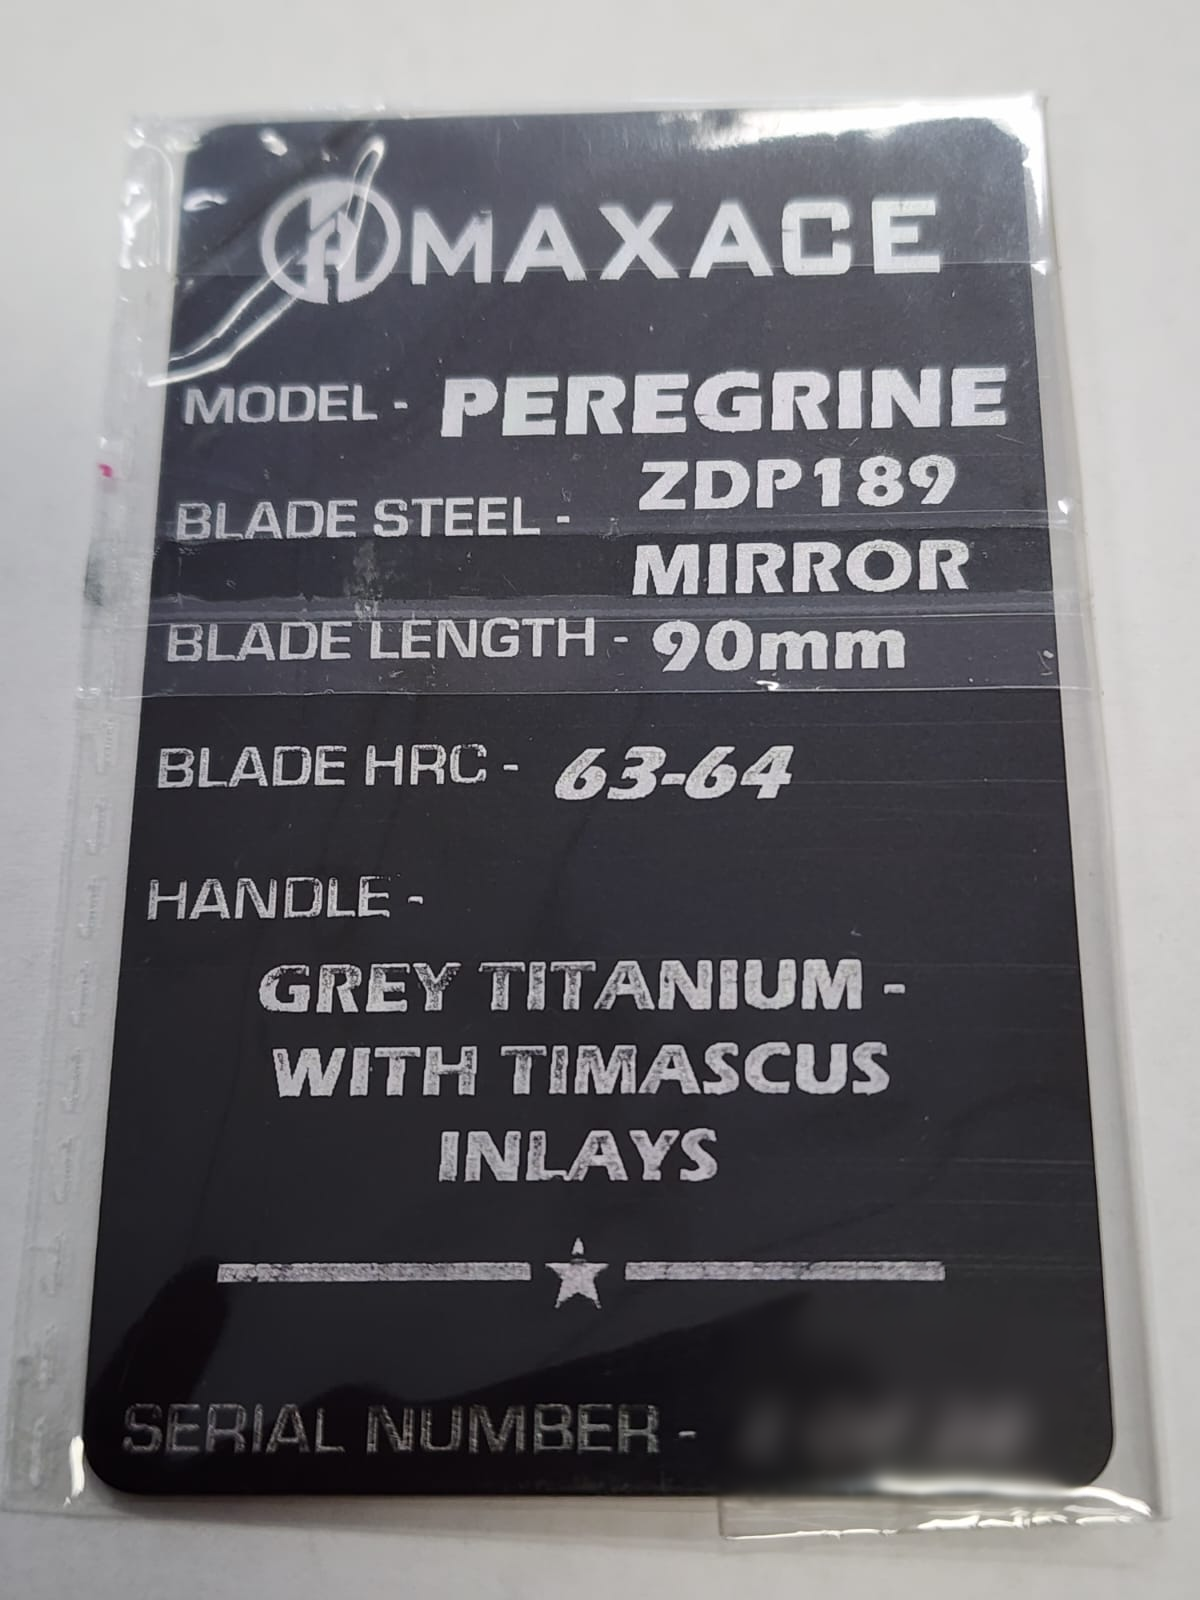 MAXACE
MODEL - PEREGRINE
BLADE STEEL - ZDP189
MIRROR
BLADE LENGTH - 90mm
BLADE HRC - 63-64
HANDLE -
GREY TITANIUM -
WITH TIMASCUS
INLAYS
SERIAL NUMBER -